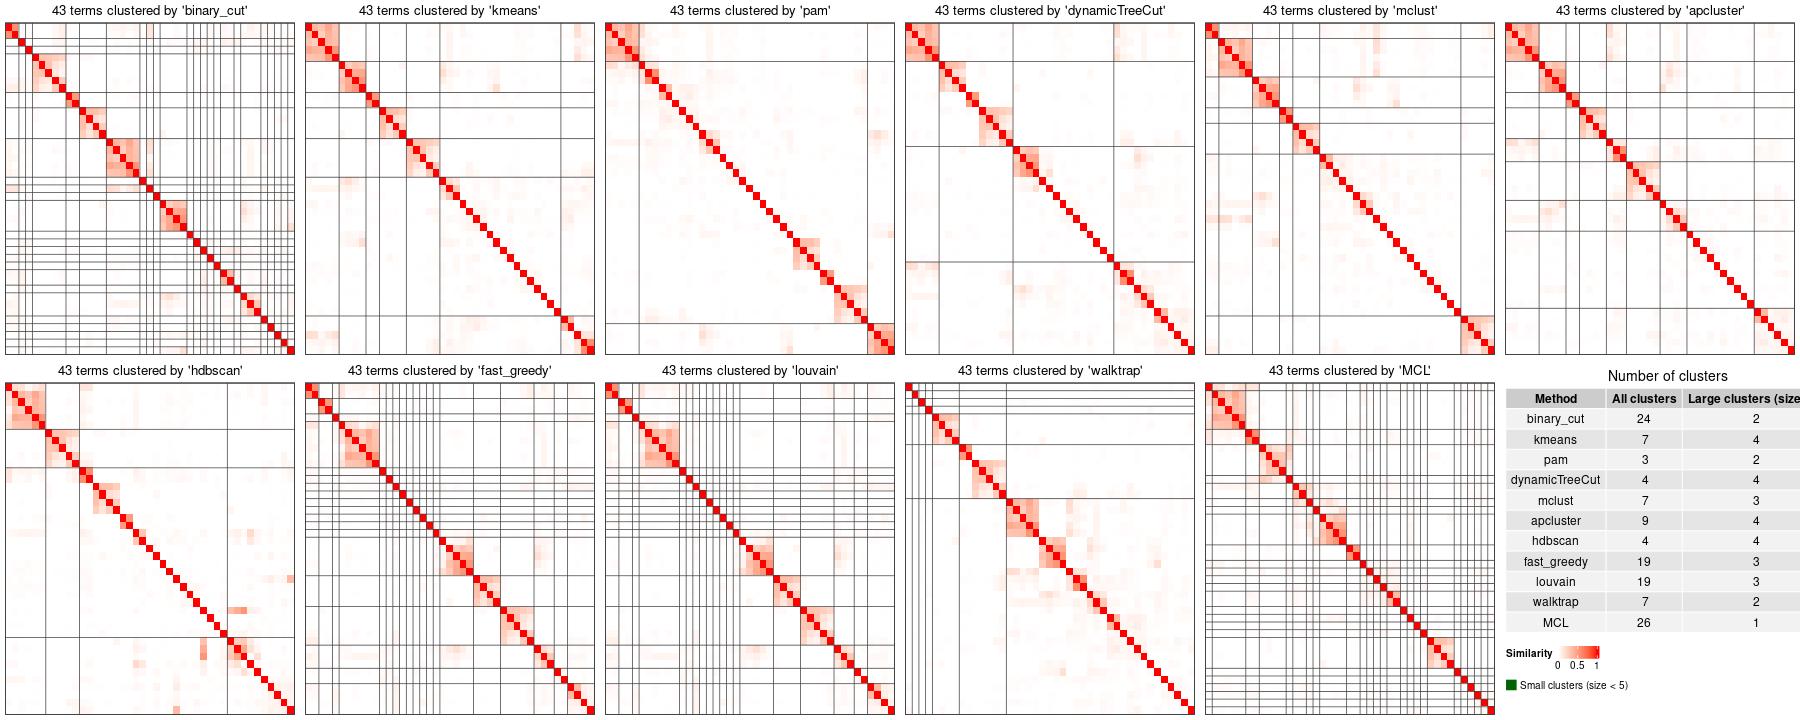 43 terms clustered by 'binary_cut'
43 terms clustered by 'kmeans'
43 terms clustered by 'pam'
43 terms clustered by 'dynamicTreeCut'
43 terms clustered by 'mclust'
43 terms clustered by 'apcluster'
43 terms clustered by 'hdbscan'
43 terms clustered by 'fast_greedy'
43 terms clustered by 'louvain'
43 terms clustered by 'walktrap'
43 terms clustered by 'MCL'
Number of clusters
Method All clusters Large clusters (size
binary_cut 24 2
kmeans 7 4
pam 3 2
dynamicTreeCut 4 4
mclust 7 3
apcluster 9 4
hdbscan 4 4
fast_greedy 19 3
louvain 19 3
walktrap 7 2
MCL 26 1
Similarity
0 0.5 1
Small clusters (size < 5)